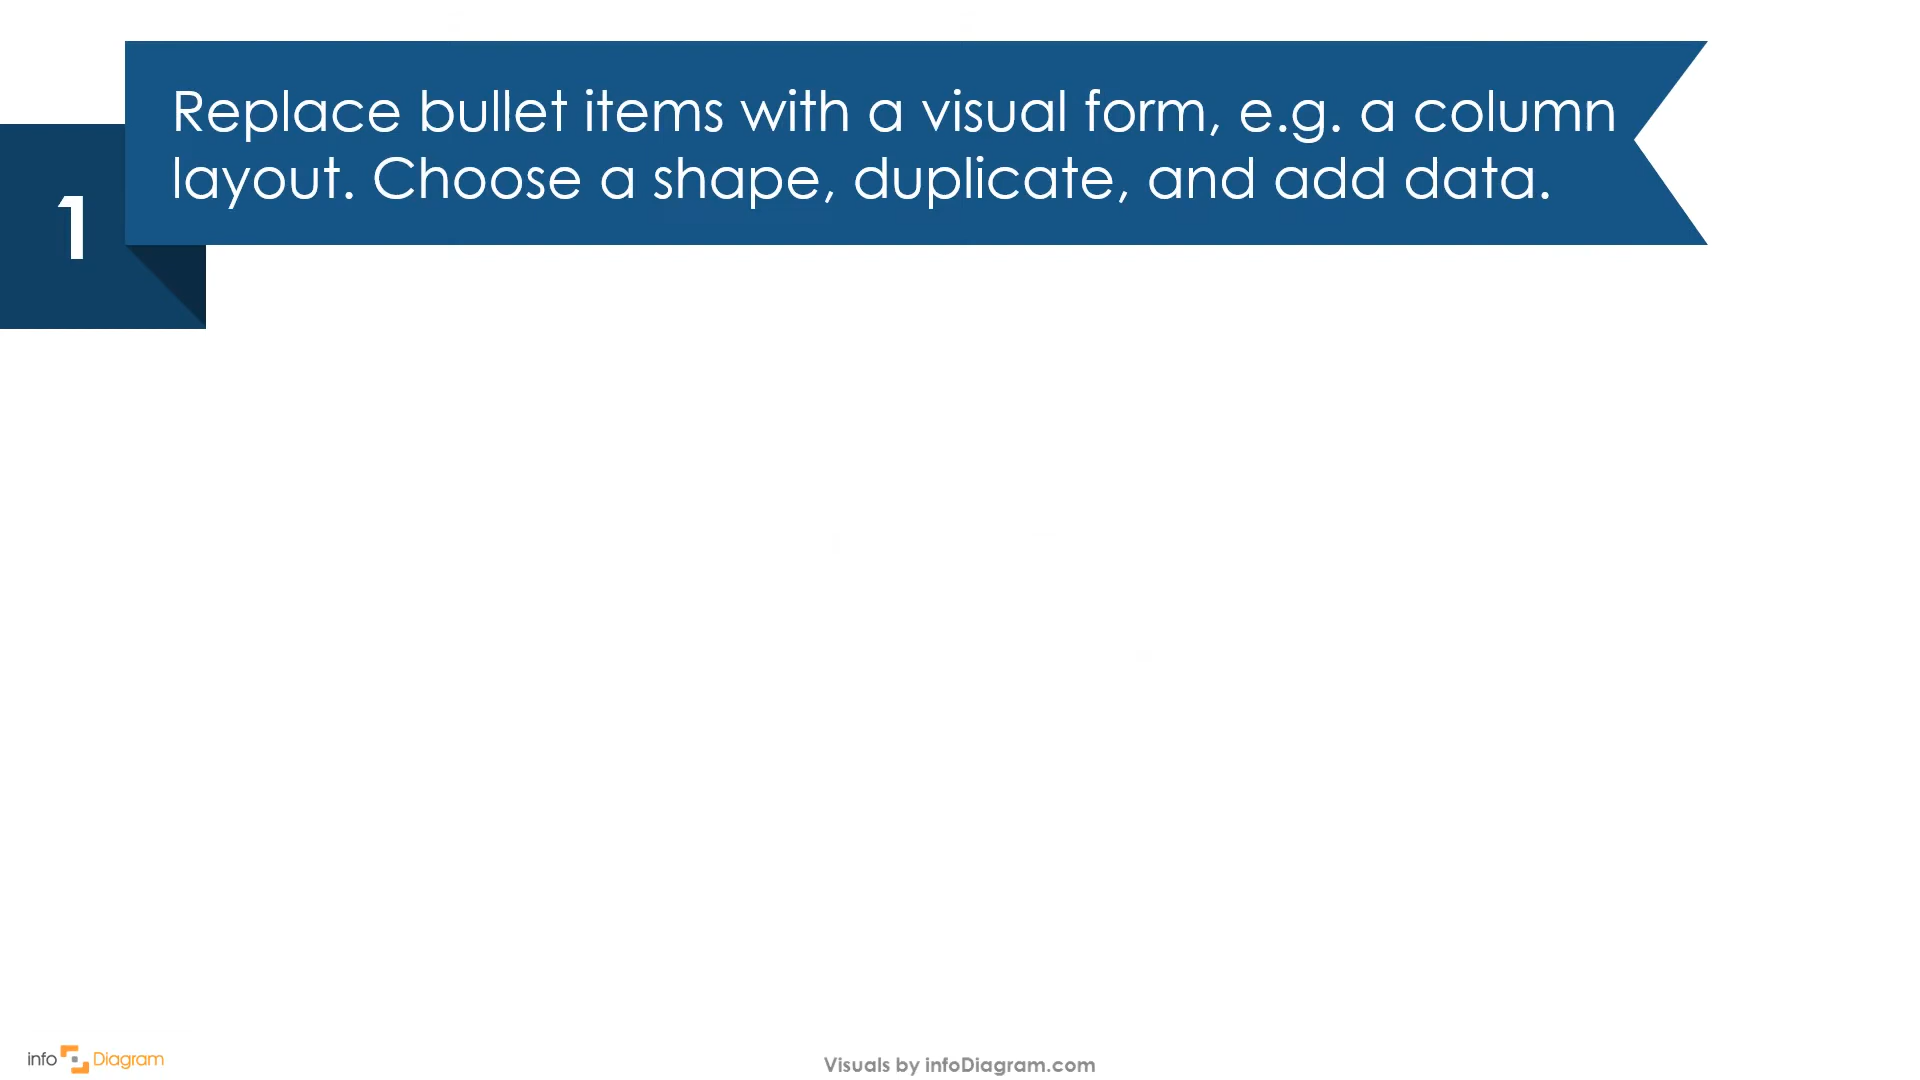 Replace bullet items with a visual form, e.g. a column
layout. Choose a shape, duplicate, and add data.
1
info Diagram
Visuals by infoDiagram.com